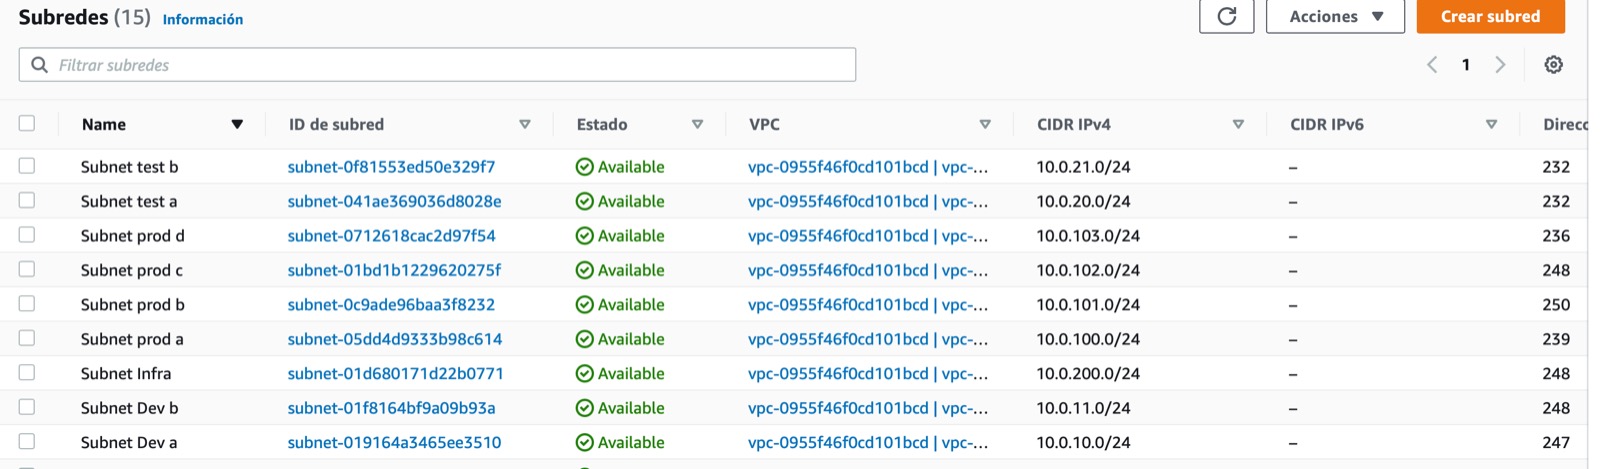 Subredes (15) Información
Acciones ▼
Crear subred
Filtrar subredes
1
Name ID de subred Estado VPC CIDR IPv4 CIDR IPv6 Direcc
Subnet test b subnet-0f81553ed50e329f7 Available vpc-0955f46f0cd101bcd | vpc-... 10.0.21.0/24 – 232
Subnet test a subnet-041ae369036d8028e Available vpc-0955f46f0cd101bcd | vpc-... 10.0.20.0/24 – 232
Subnet prod d subnet-0712618cac2d97f54 Available vpc-0955f46f0cd101bcd | vpc-... 10.0.103.0/24 – 236
Subnet prod c subnet-01bd1b1229620275f Available vpc-0955f46f0cd101bcd | vpc-... 10.0.102.0/24 – 248
Subnet prod b subnet-0c9ade96baa3f8232 Available vpc-0955f46f0cd101bcd | vpc-... 10.0.101.0/24 – 250
Subnet prod a subnet-05dd4d9333b98c614 Available vpc-0955f46f0cd101bcd | vpc-... 10.0.100.0/24 – 239
Subnet Infra subnet-01d680171d22b0771 Available vpc-0955f46f0cd101bcd | vpc-... 10.0.200.0/24 – 248
Subnet Dev b subnet-01f8164bf9a09b93a Available vpc-0955f46f0cd101bcd | vpc-... 10.0.11.0/24 – 248
Subnet Dev a subnet-019164a3465ee3510 Available vpc-0955f46f0cd101bcd | vpc-... 10.0.10.0/24 – 247